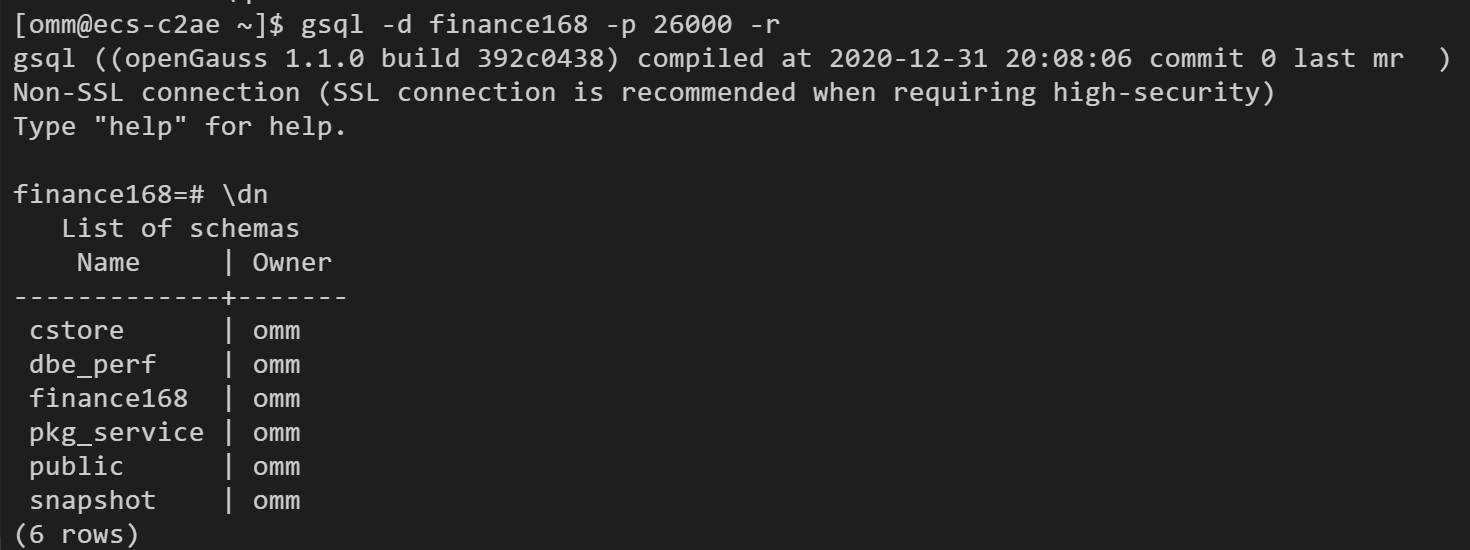 [omm@ecs-c2ae ~]$ gsql -d finance168 -p 26000 -r
gsql ((openGauss 1.1.0 build 392c0438) compiled at 2020-12-31 20:08:06 commit 0 last mr  )
Non-SSL connection (SSL connection is recommended when requiring high-security)
Type "help" for help.
finance168=# \dn
   List of schemas
    Name     | Owner
-------------+-------
 cstore      | omm
 dbe_perf    | omm
 finance168  | omm
 pkg_service | omm
 public      | omm
 snapshot    | omm
(6 rows)